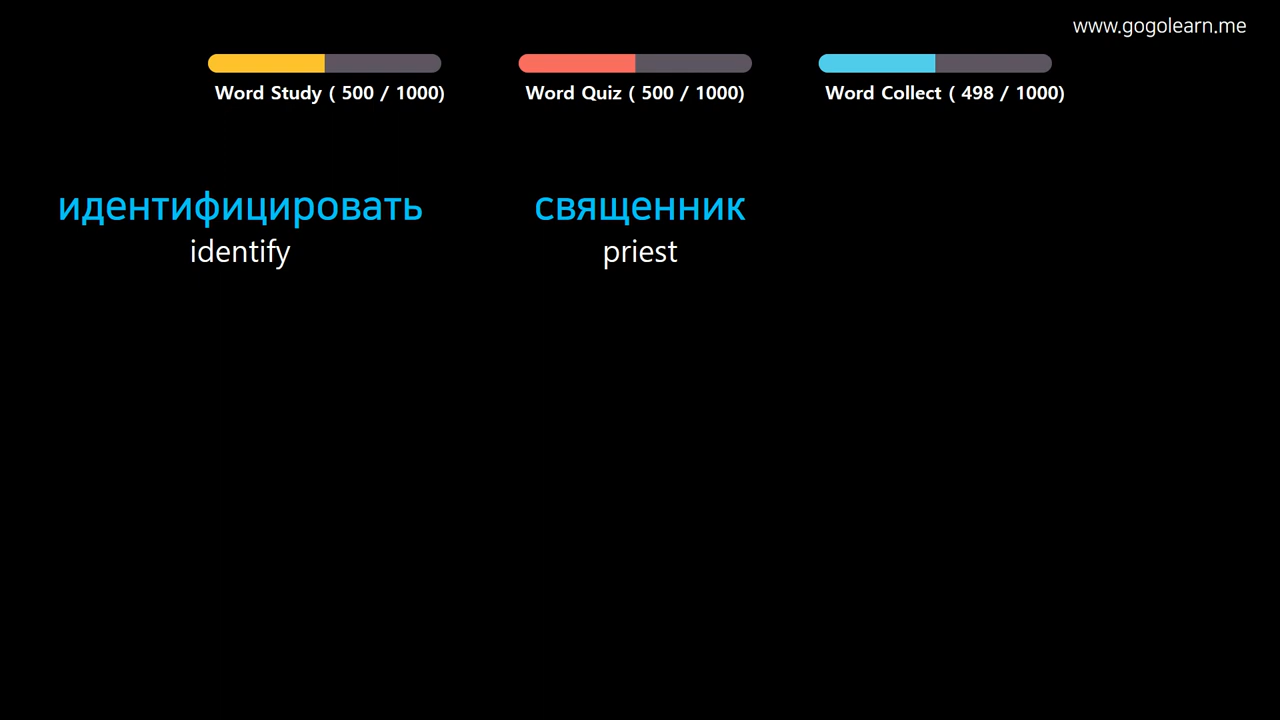 www.gogolearn.me
Word Study ( 500 / 1000)
Word Quiz ( 500 / 1000)
Word Collect ( 498 / 1000)
идентифицировать
identify
священник
priest